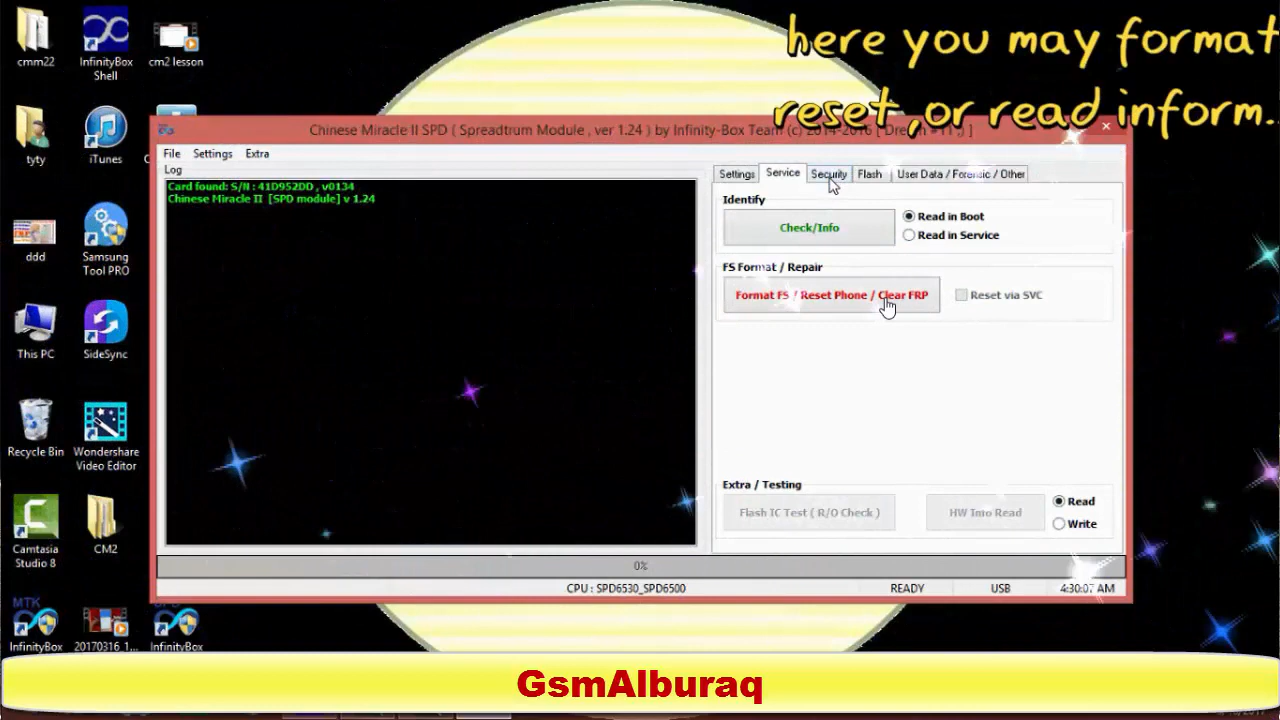 here you may format
reset ,or read inform..
cmm22
InfinityBox
Shell
cm2 lesson
tyty
iTunes
ddd
Samsung
Tool PRO
This PC
SideSync
Recycle Bin
Wondershare
Video Editor
Camtasia
Studio 8
CM2
MTK
InfinityBox
20170316_1...
InfinityBox
Chinese Miracle II SPD ( Spreadtrum Module , ver 1.24 ) by Infinity-Box Team (c) 2014-2016
File Settings Extra
Log
Card found: S/N : 41D952DD , v0134
Chinese Miracle II [SPD module] v 1.24
Settings Service Security Flash User Data / Forensic / Other
Identify
Check/Info
Read in Boot
Read in Service
FS Format / Repair
Format FS / Reset Phone / Clear FRP
Reset via SVC
Extra / Testing
Flash IC Test ( R/O Check )
HW Info Read
Read
Write
0%
CPU : SPD6530_SPD6500 READY USB 4:30:07 AM
GsmAlburaq